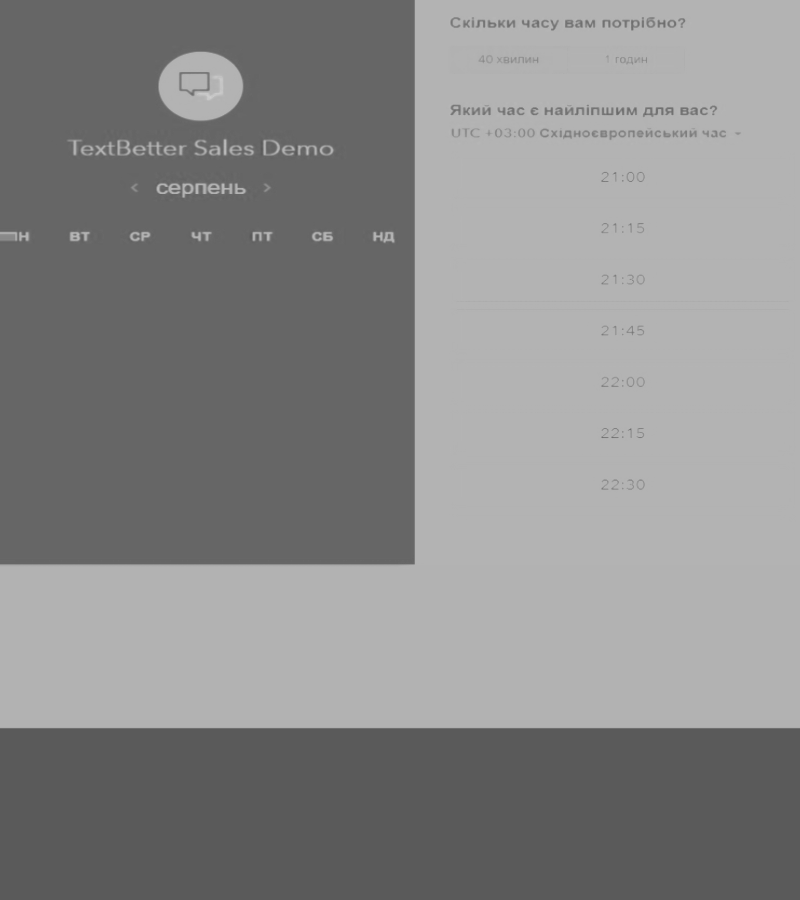 TextBetter Sales Demo
серпень
ПН ВТ СР ЧТ ПТ СБ НД
Скільки часу вам потрібно?
40 хвилин 1 годин
Який час є найліпшим для вас?
UTC +03:00 Східноєвропейський час
21:00
21:15
21:30
21:45
22:00
22:15
22:30